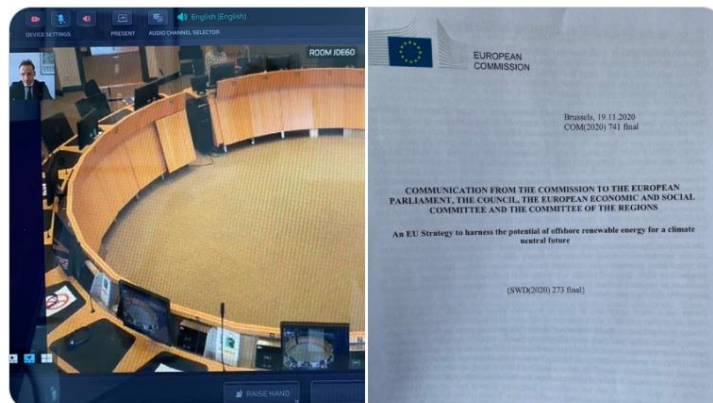 English (English)
DEVICE SETTINGS
PRESENT
AUDIO CHANNEL SELECTOR
ROOM JDE60
RAISE HAND
EUROPEAN
COMMISSION
Brussels, 19.11.2020
COM(2020) 741 final
COMMUNICATION FROM THE COMMISSION TO THE EUROPEAN
PARLIAMENT, THE COUNCIL, THE EUROPEAN ECONOMIC AND SOCIAL
COMMITTEE AND THE COMMITTEE OF THE REGIONS
An EU Strategy to harness the potential of offshore renewable energy for a climate
neutral future
{SWD(2020) 273 final}